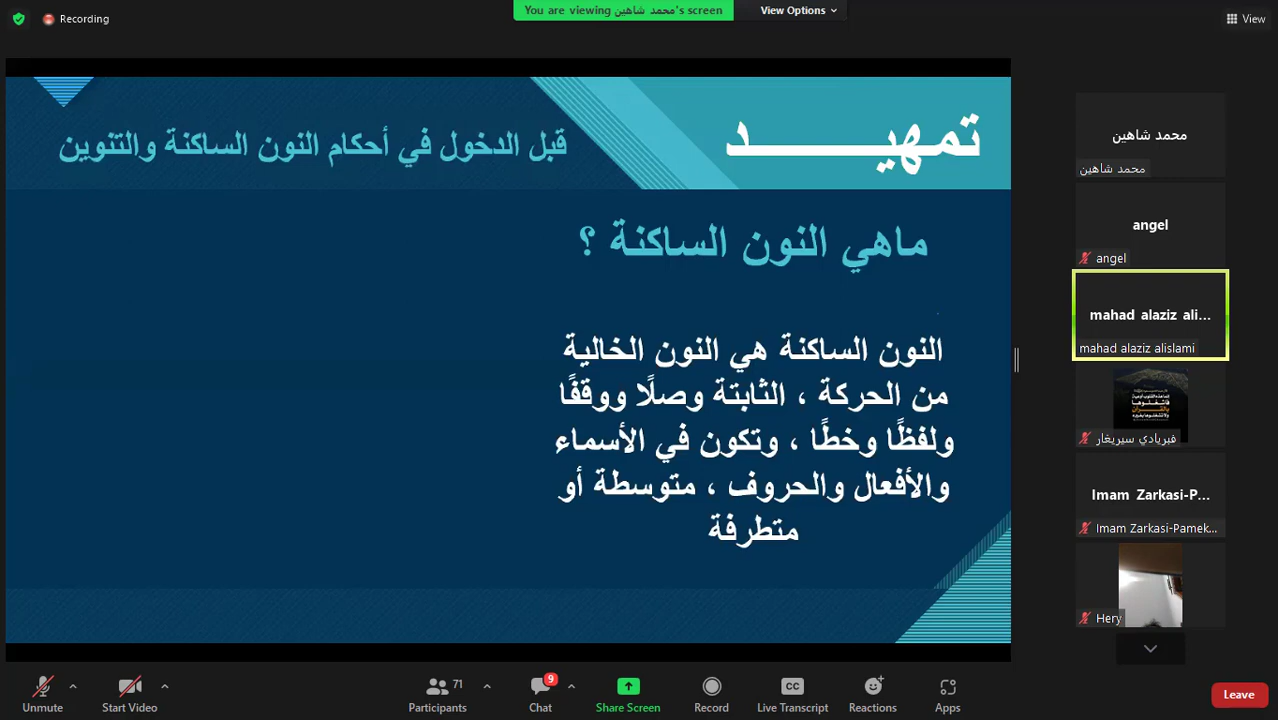 Recording
You are viewing محمد شاهين's screen
View Options
View
تمهيـــــــــد
قبل الدخول في أحكام النون الساكنة والتنوين
ماهي النون الساكنة ؟
النون الساكنة هي النون الخالية
من الحركة ، الثابتة وصلًا ووقفًا
ولفظًا وخطًا ، وتكون في الأسماء
والأفعال والحروف ، متوسطة أو
متطرفة
محمد شاهين
محمد شاهين
angel
angel
mahad alaziz ali...
mahad alaziz alislami
فيريادي سيريغار
Imam Zarkasi-P...
Imam Zarkasi-Pamek...
Hery
Unmute
Start Video
Participants
71
Chat
9
Share Screen
Record
CC
Live Transcript
Reactions
Apps
Leave